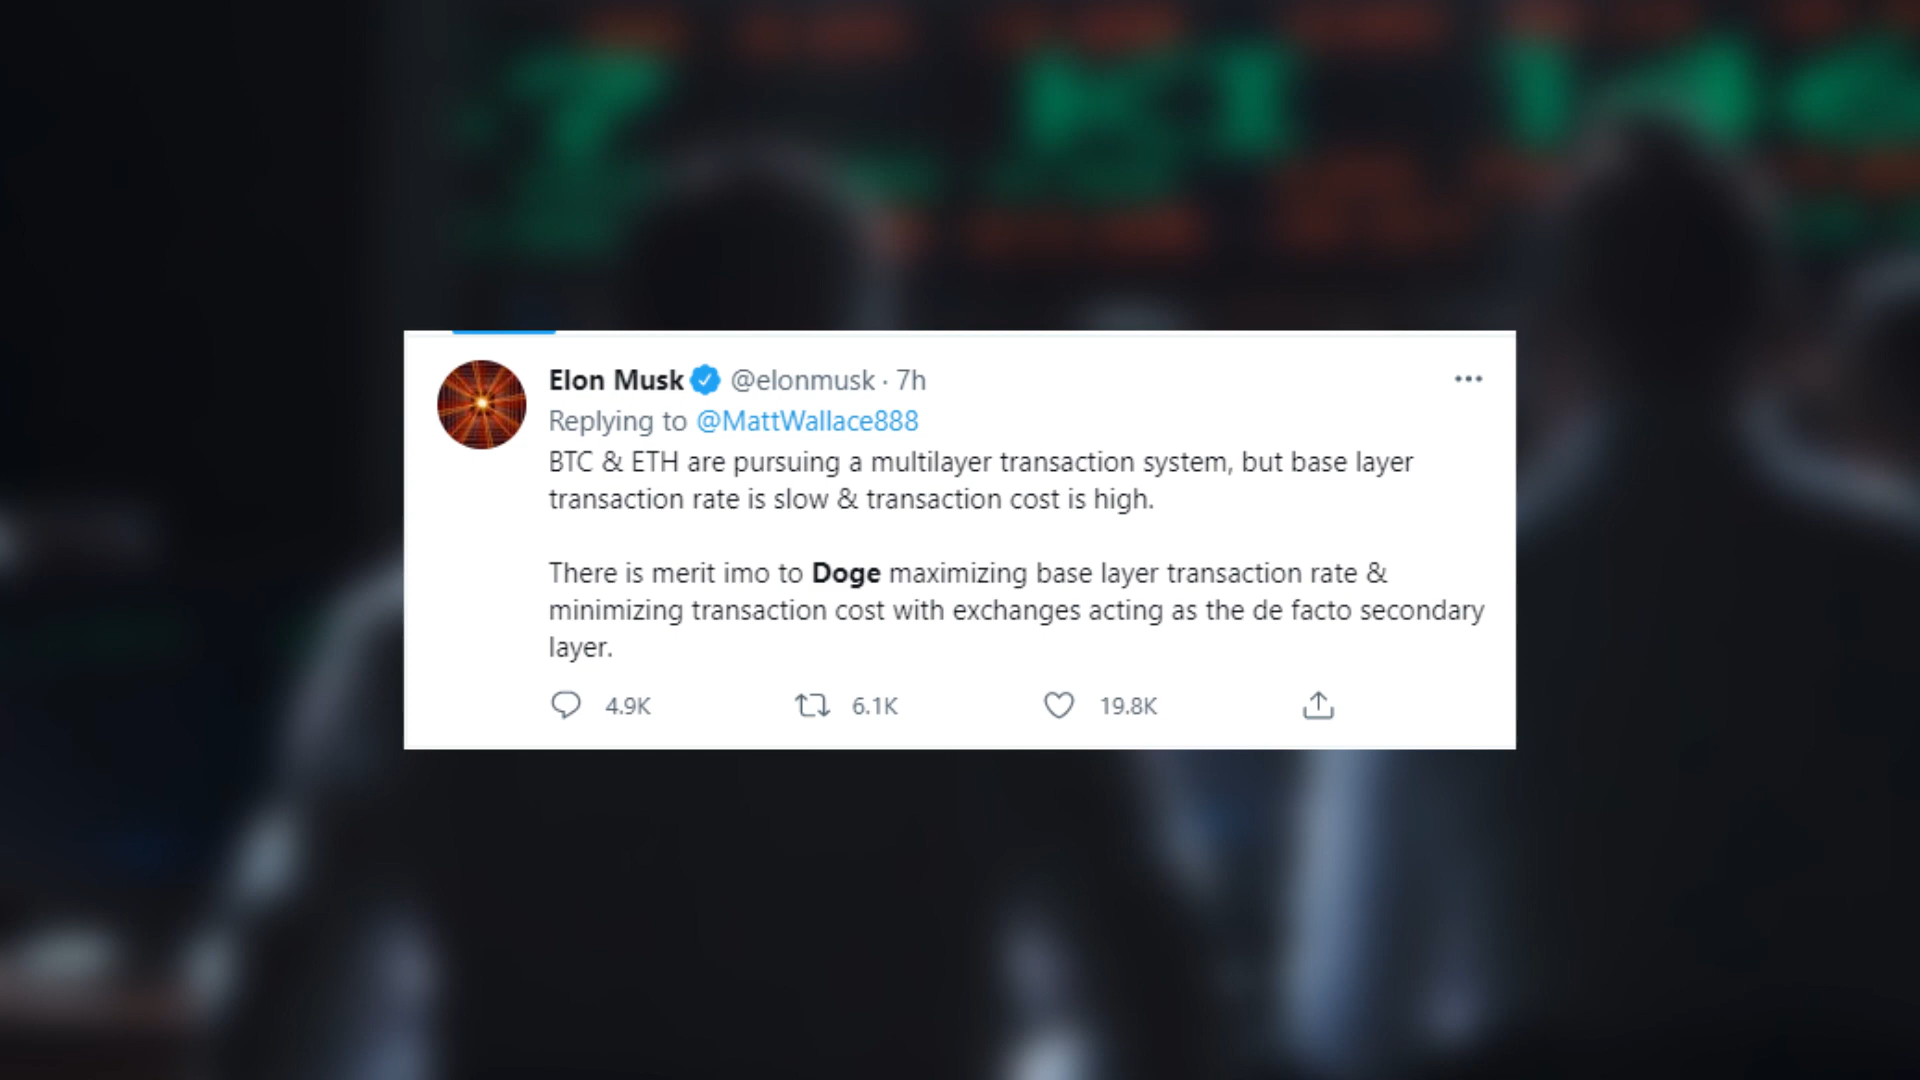 Elon Musk @elonmusk · 7h
Replying to @MattWallace888
BTC & ETH are pursuing a multilayer transaction system, but base layer
transaction rate is slow & transaction cost is high.
There is merit imo to Doge maximizing base layer transaction rate &
minimizing transaction cost with exchanges acting as the de facto secondary
layer.
4.9K 6.1K 19.8K